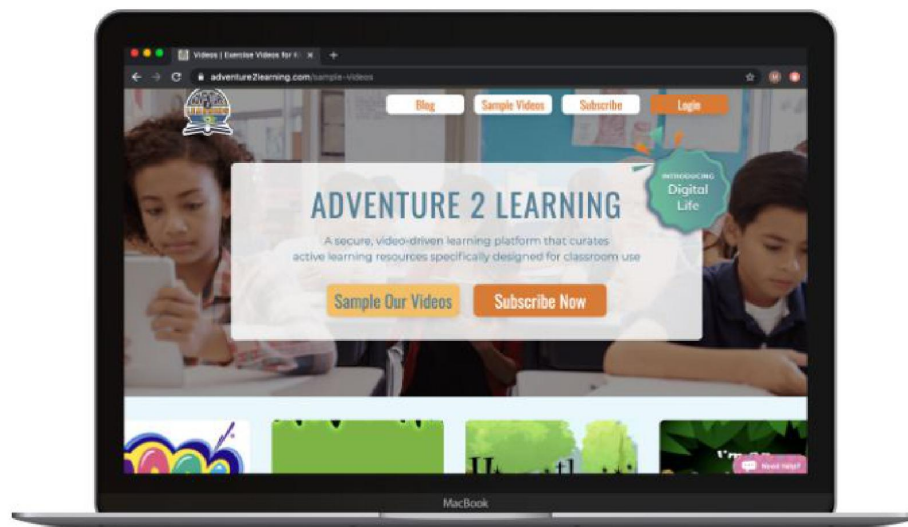 Videos | Exercise Videos for K
adventure2learning.com/sample-videos
Blog
Sample Videos
Subscribe
Login
INTRODUCING
Digital
Life
ADVENTURE 2 LEARNING
A secure, video-driven learning platform that curates
active learning resources specifically designed for classroom use
Sample Our Videos
Subscribe Now
Need Help?
MacBook